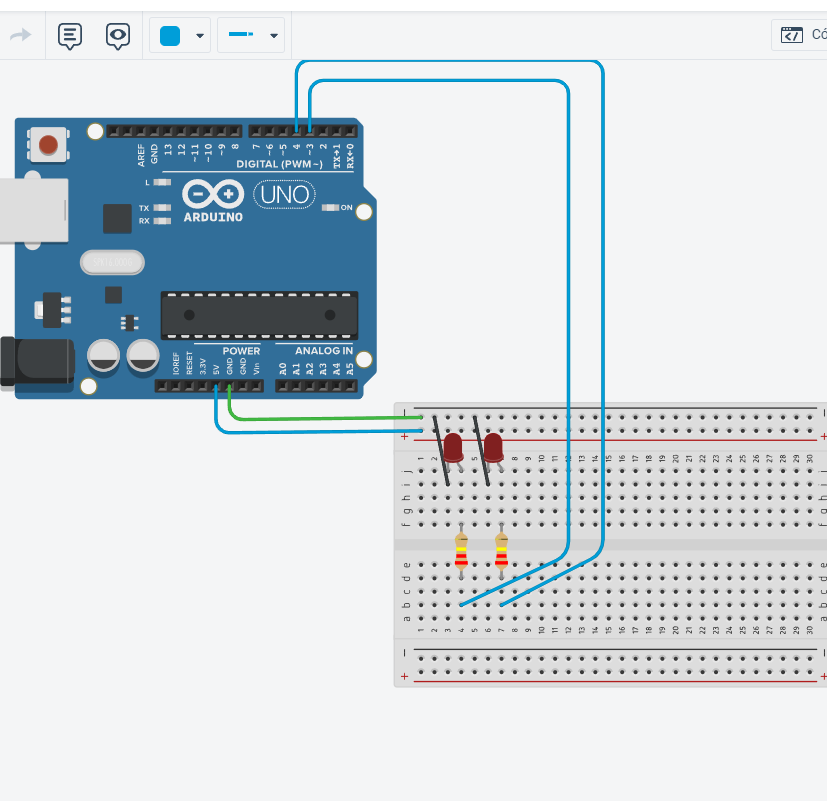 Có
AREF
GND
13
12
~11
~10
~9
8
7
~6
~5
4
~3
2
TX→1
RX←0
DIGITAL (PWM~)
L
TX
RX
ARDUINO
UNO
ON
POWER
ANALOG IN
IOREF
RESET
3.3V
5V
GND
GND
Vin
A0
A1
A2
A3
A4
A5
− −
+ +
1 2 5 8 9 10 11 12 13 14 15 16 17 18 19 20 21 22 23 24 25 26 27 28 29 30
j j
i i
h h
g g
f f
e e
d d
c c
b b
a a
1 2 3 4 5 6 7 8 9 10 11 12 13 14 15 16 17 18 19 20 21 22 23 24 25 26 27 28 29 30
− −
+ +